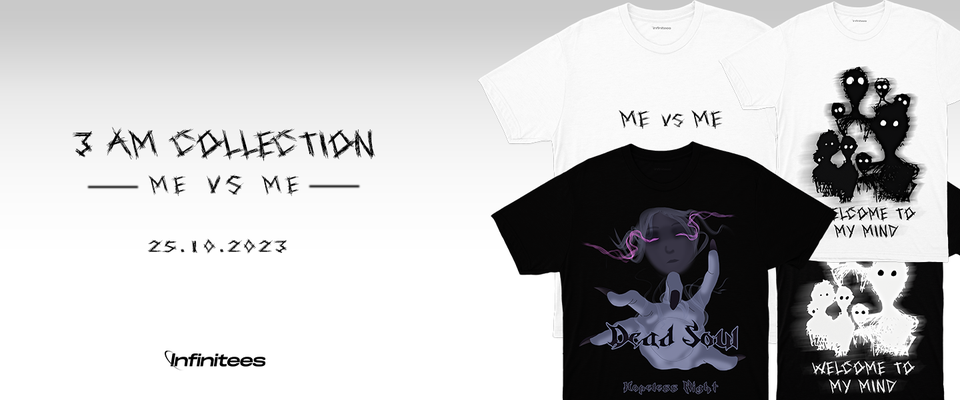 3 AM COLLECTION
ME VS ME
25.10.2023
Infinitees
Infinitees
ME VS ME
WELCOME TO
MY MIND
Dead Soul
Hopeless Night
WELCOME TO
MY MIND